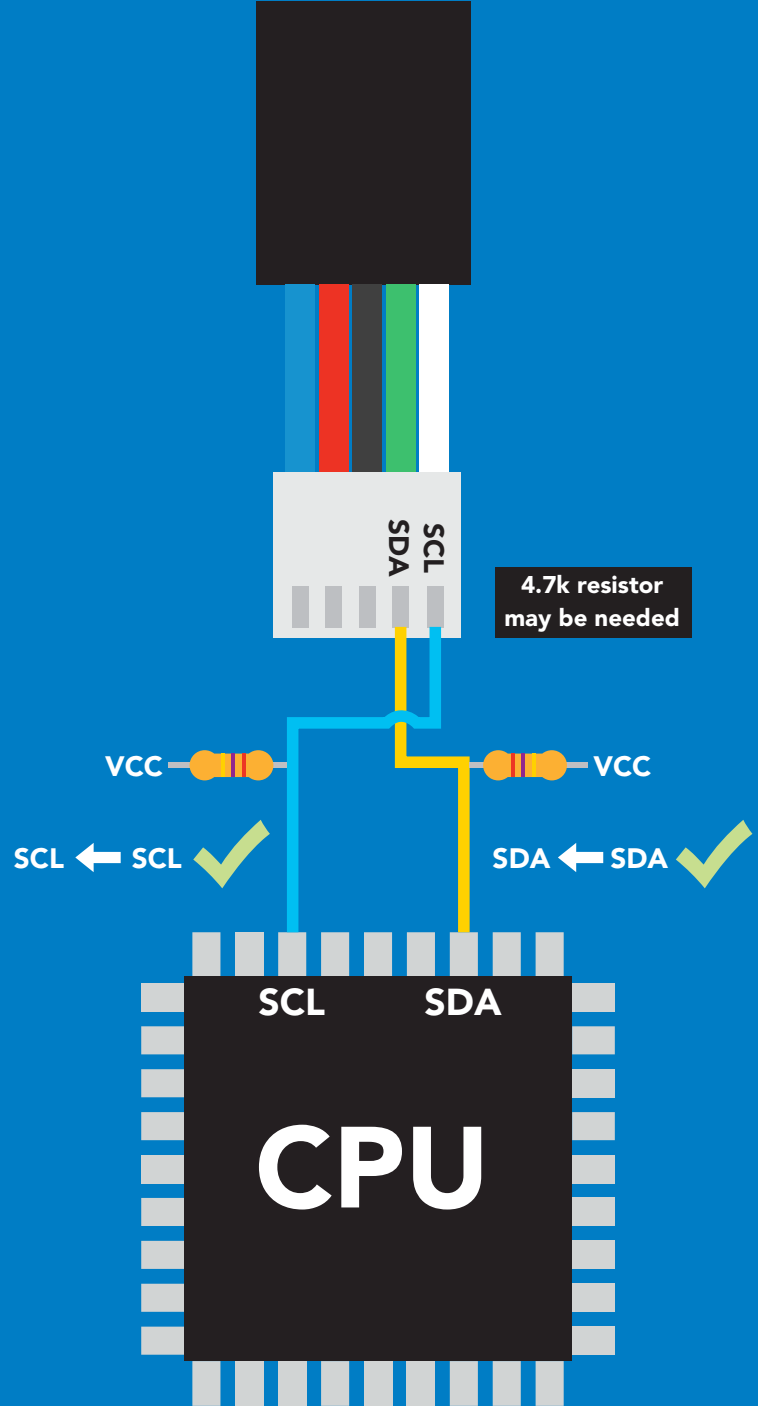 SDA
SCL
4.7k resistor
may be needed
VCC
VCC
SCL SCL
SDA SDA
SCL
SDA
CPU